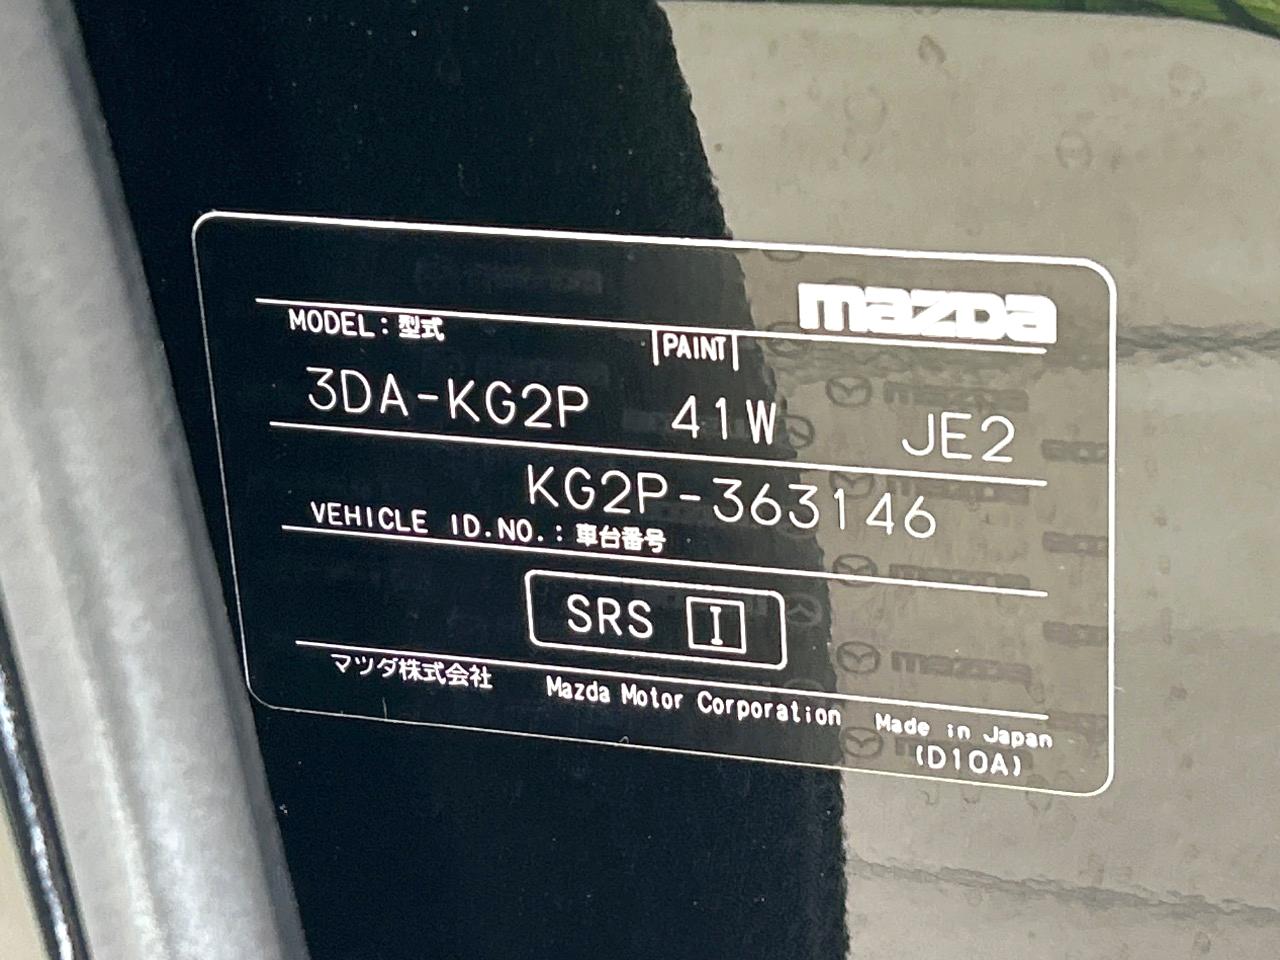 mazda
MODEL：型式 PAINT
3DA-KG2P 41W JE2
KG2P-363146
VEHICLE ID.NO.：車台番号
SRS I
マツダ株式会社 Mazda Motor Corporation Made in Japan
(D10A)